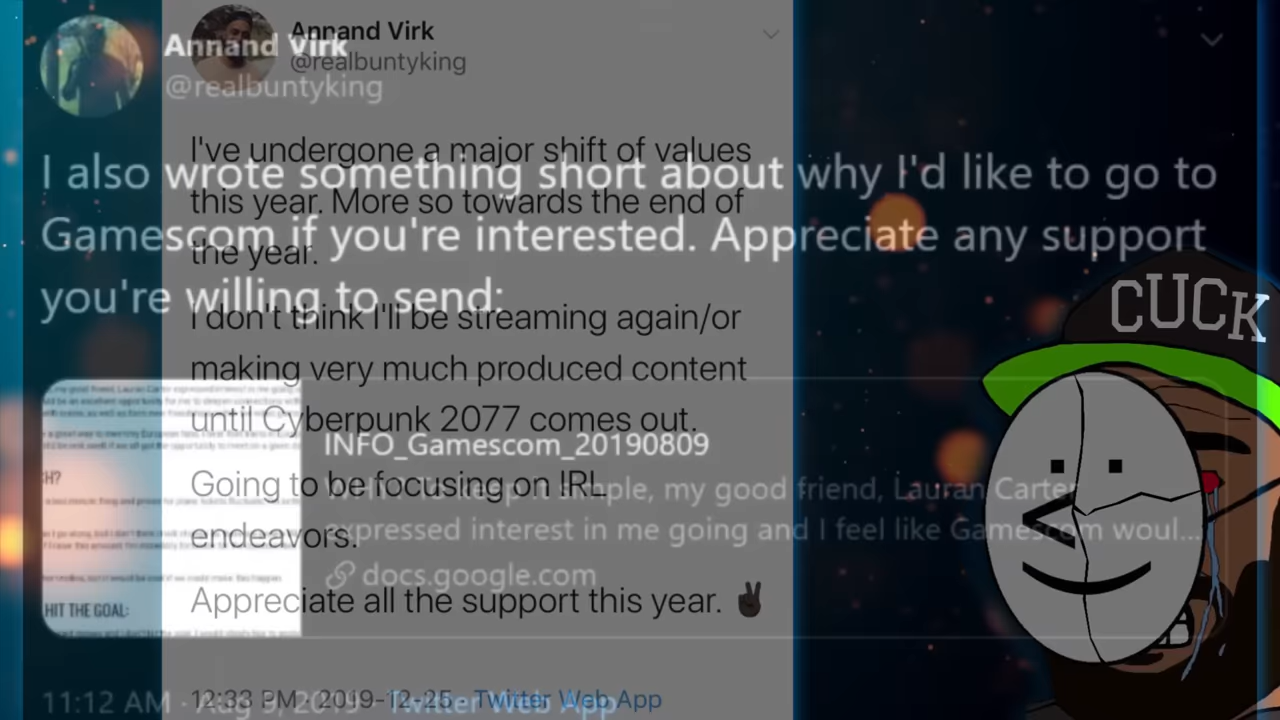 Annand Virk
@realbuntyking
I also wrote something short about why I'd like to go to
Gamescom if you're interested. Appreciate any support
you're willing to send:
INFO_Gamescom_20190809
simple, my good friend, Lauran Carter
expressed interest in me going and I feel like Gamescom woul...
docs.google.com
HIT THE GOAL:
11:12 AM · Aug 9, 2019 · Twitter Web App
Annand Virk
@realbuntyking
I've undergone a major shift of values
this year. More so towards the end of
the year.
I don't think I'll be streaming again/or
making very much produced content
until Cyberpunk 2077 comes out.
Going to be focusing on IRL
endeavors.
Appreciate all the support this year. ✌🏿
12:33 PM · 2019-12-25 · Twitter Web App
CUCK